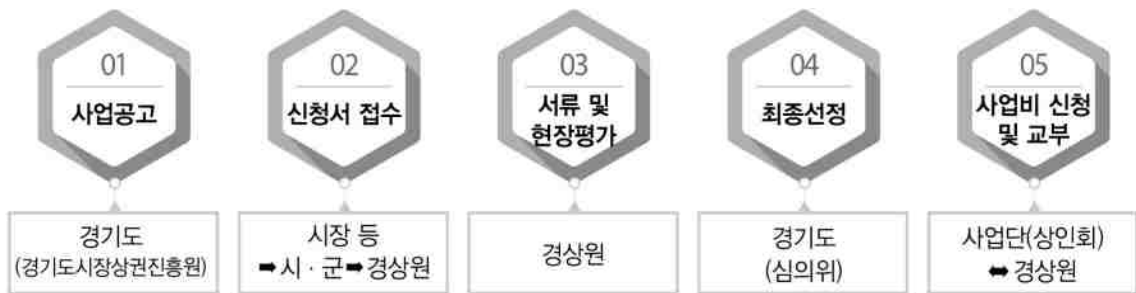 01
사업공고
02
신청서 접수
03
서류 및
현장평가
04
최종선정
05
사업비 신청
및 교부
경기도
(경기도시장상권진흥원)
시장 등
➡시 · 군➡경상원
경상원
경기도
(심의위)
사업단(상인회)
⬌ 경상원